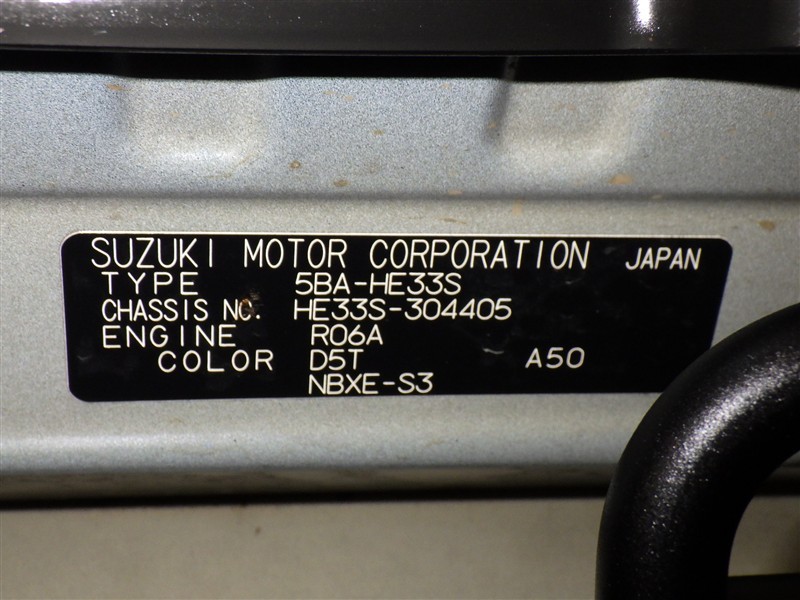 SUZUKI MOTOR CORPORATION JAPAN
TYPE 5BA-HE33S
CHASSIS NO. HE33S-304405
ENGINE R06A
COLOR D5T A50
NBXE-S3